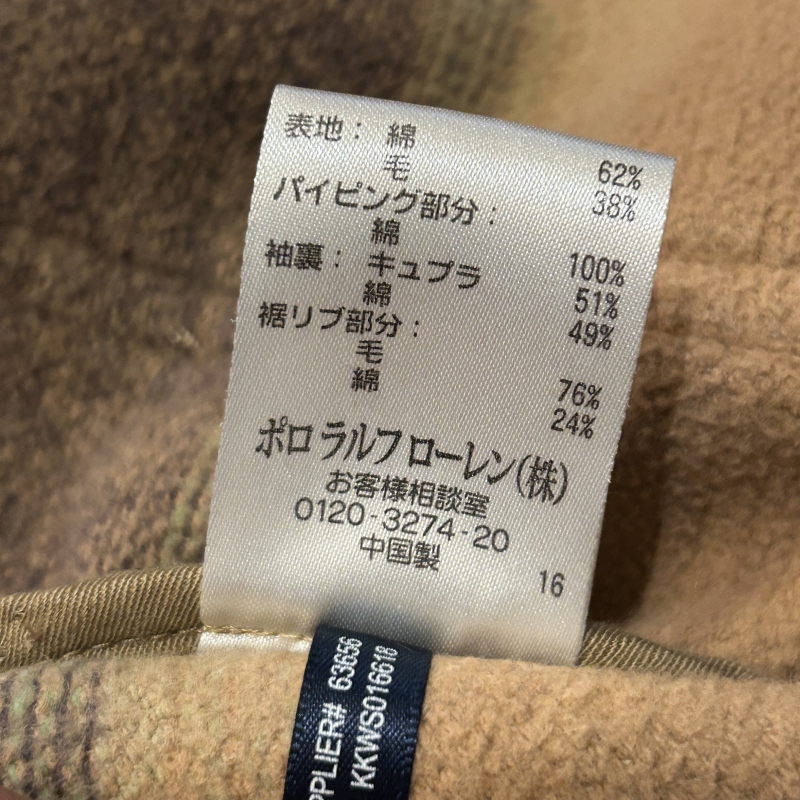 表地: 綿 62%
毛 38%
パイピング部分:
綿 100%
袖裏: キュプラ 51%
綿 49%
裾リブ部分:
毛 76%
綿 24%
ポロ ラルフ ローレン(株)
お客様相談室
0120-3274-20
中国製
16
PPLIER# 63656
KKWS016618